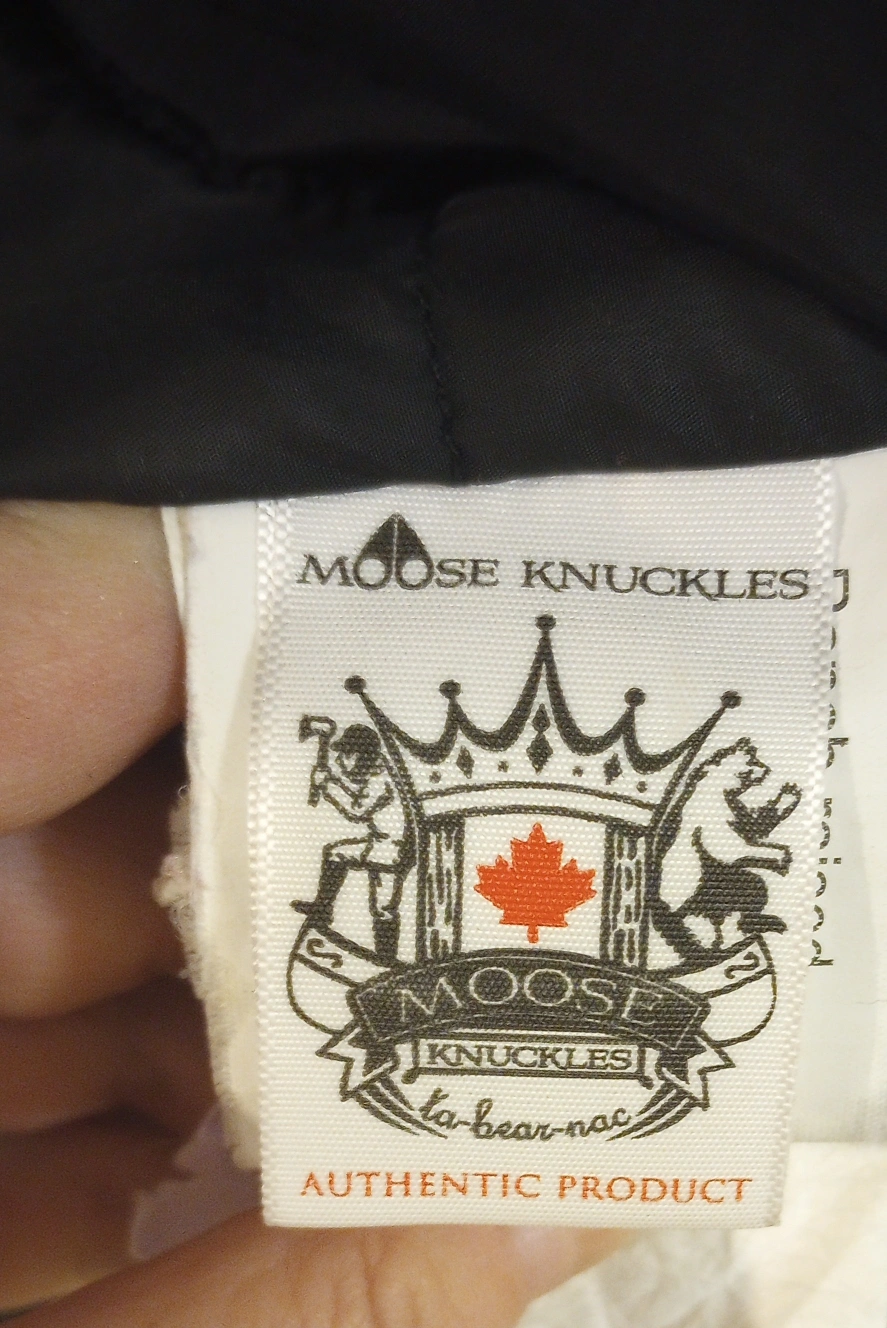 MOOSE KNUCKLES
MOOSE
KNUCKLES
ta-bear-nac
AUTHENTIC PRODUCT